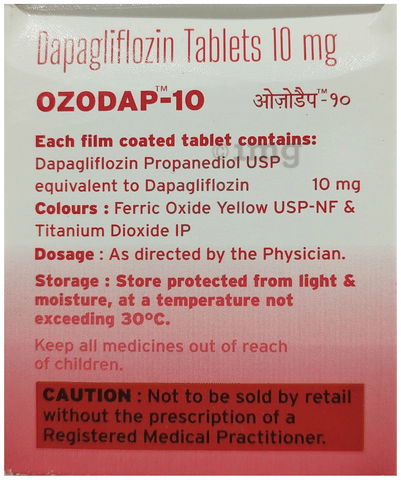 Dapagliflozin Tablets 10 mg
OZODAP™-10 ओज़ोडैप™-१०
Each film coated tablet contains:
Dapagliflozin Propanediol USP
equivalent to Dapagliflozin 10 mg
Colours : Ferric Oxide Yellow USP-NF &
Titanium Dioxide IP
Dosage : As directed by the Physician.
Storage : Store protected from light &
moisture, at a temperature not
exceeding 30°C.
Keep all medicines out of reach
of children.
CAUTION : Not to be sold by retail
without the prescription of a
Registered Medical Practitioner.
1mg